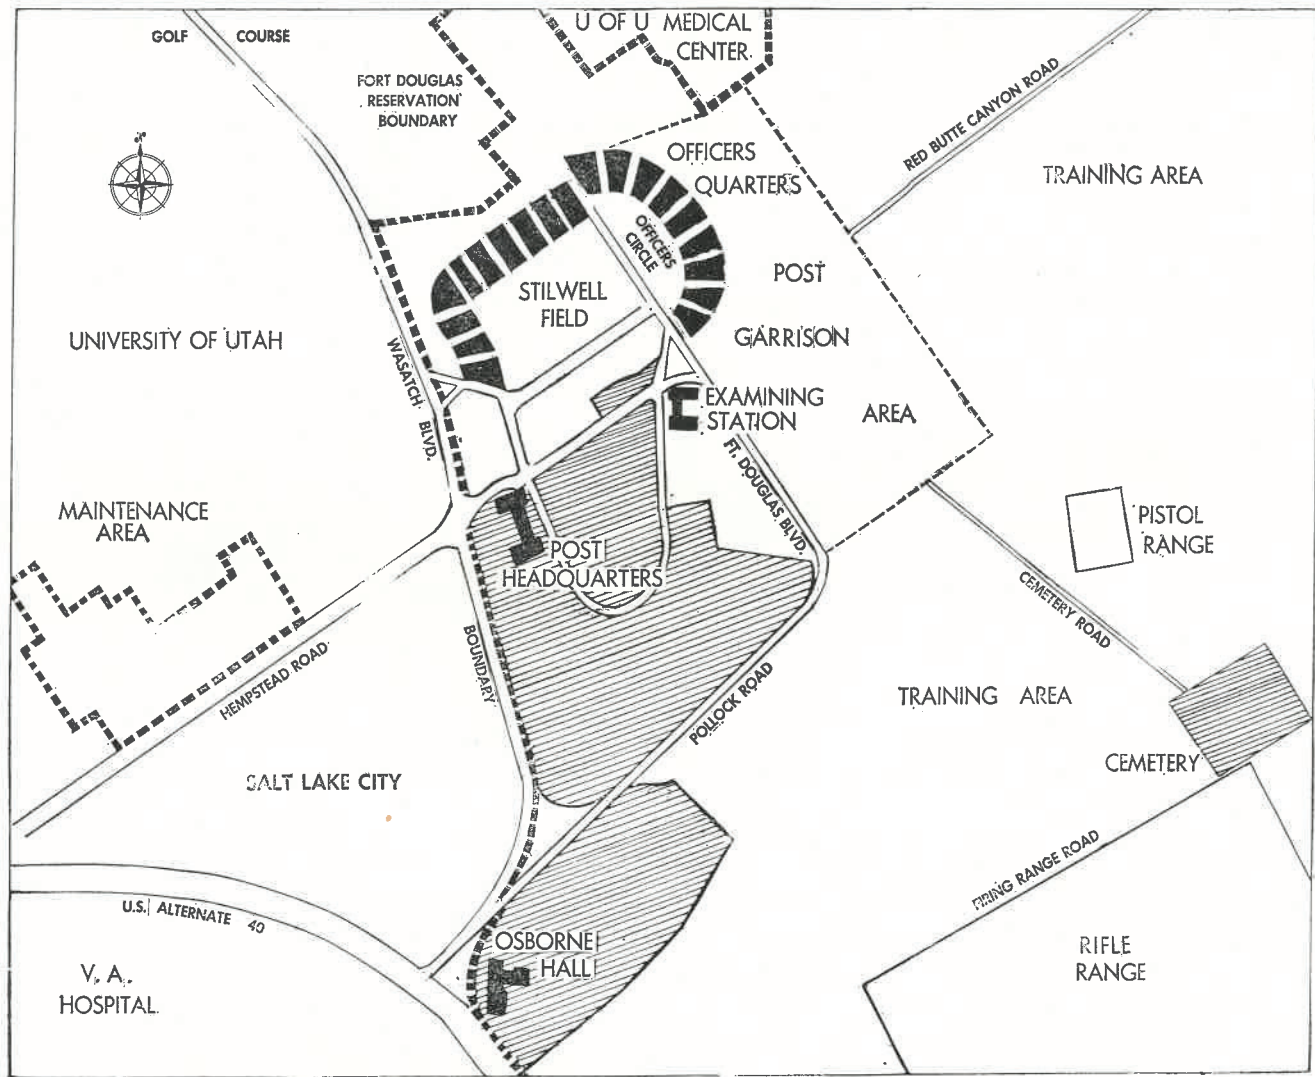 GOLF COURSE
U OF U MEDICAL
CENTER
FORT DOUGLAS
RESERVATION
BOUNDARY
RED BUTTE CANYON ROAD
N
OFFICERS
QUARTERS
TRAINING AREA
OFFICERS
CIRCLE
POST
STILWELL
FIELD
UNIVERSITY OF UTAH
GARRISON
WASATCH BLVD.
EXAMINING
STATION
AREA
FT. DOUGLAS BLVD.
MAINTENANCE
AREA
PISTOL
RANGE
POST
HEADQUARTERS
CEMETERY ROAD
BOUNDARY
HEMPSTEAD ROAD
POLLOCK ROAD
TRAINING AREA
CEMETERY
SALT LAKE CITY
FIRING RANGE ROAD
U.S. ALTERNATE 40
OSBORNE
HALL
RIFLE
RANGE
V. A.
HOSPITAL